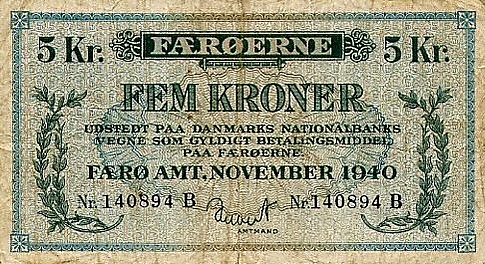 5 Kr. FÆRØERNE 5 Kr.
FEM KRONER
UDSTEDT PAA DANMARKS NATIONALBANKS
VEGNE SOM GYLDIGT BETALINGSMIDDEL
PAA FÆRØERNE
FÆRØ AMT, NOVEMBER 1940
Nr. 140894 B Nr. 140894 B
AMTMAND